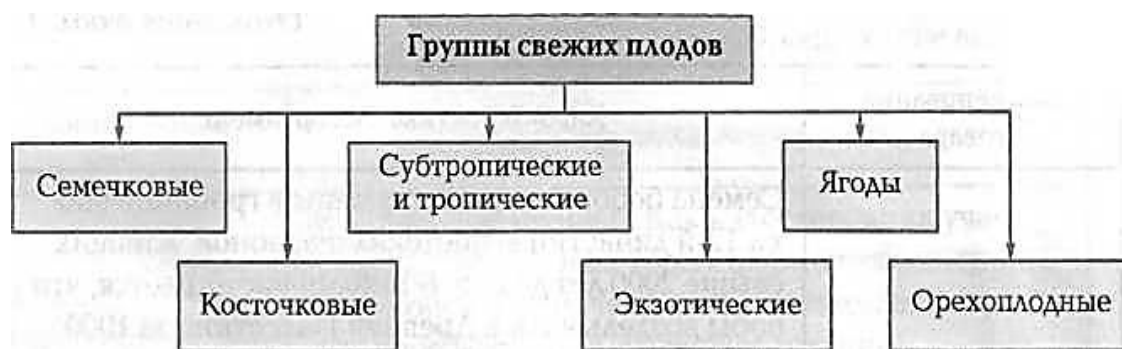 Группы свежих плодов
Семечковые
Субтропические
и тропические
Ягоды
Косточковые
Экзотические
Орехоплодные